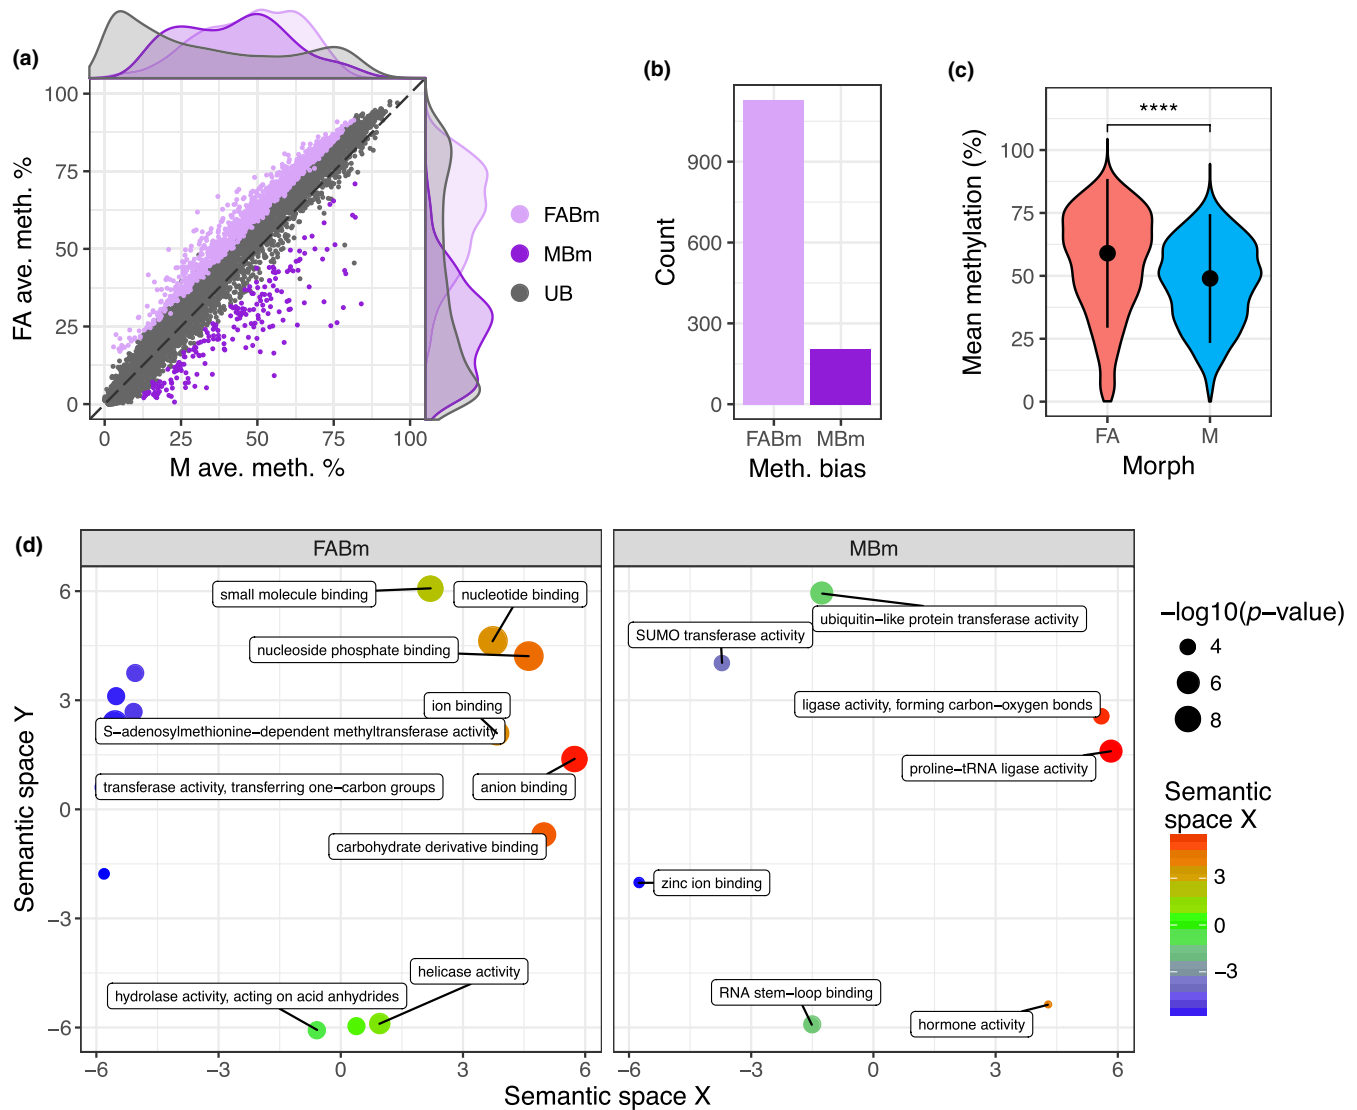 (a)
FA ave. meth. %
100
75
50
25
0
0 25 50 75 100
M ave. meth. %
FABm
MBm
UB
(b)
Count
900
600
300
0
FABm MBm
Meth. bias
(c)
Mean methylation (%)
100
75
50
25
0
****
FA M
Morph
(d)
FABm
MBm
Semantic space Y
6
3
0
−3
−6
small molecule binding
nucleotide binding
nucleoside phosphate binding
ion binding
S−adenosylmethionine−dependent methyltransferase activity
transferase activity, transferring one−carbon groups
anion binding
carbohydrate derivative binding
helicase activity
hydrolase activity, acting on acid anhydrides
−6 −3 0 3 6
ubiquitin−like protein transferase activity
SUMO transferase activity
ligase activity, forming carbon−oxygen bonds
proline−tRNA ligase activity
zinc ion binding
RNA stem−loop binding
hormone activity
−6 −3 0 3 6
Semantic space X
−log10(p−value)
4
6
8
Semantic
space X
3
0
−3